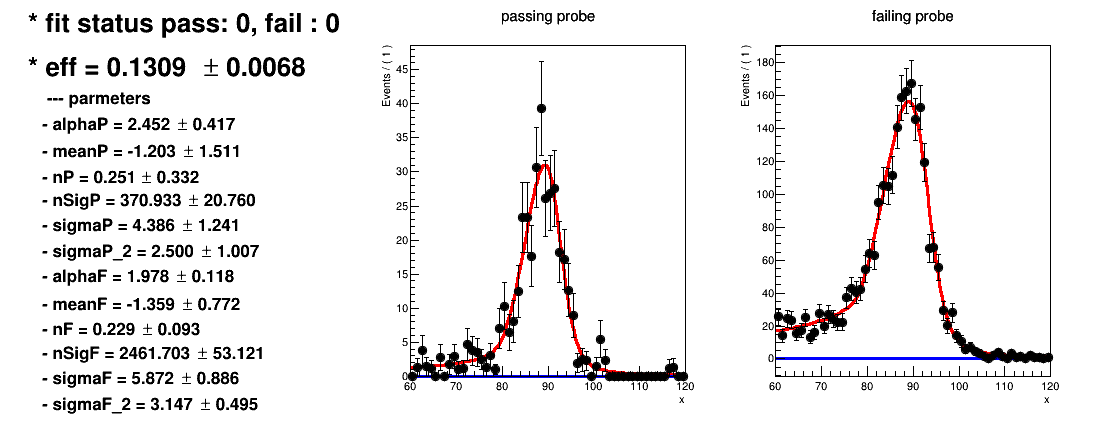 * fit status pass: 0, fail : 0
* eff = 0.1309 ± 0.0068
--- parmeters
- alphaP = 2.452 ± 0.417
- meanP = -1.203 ± 1.511
- nP = 0.251 ± 0.332
- nSigP = 370.933 ± 20.760
- sigmaP = 4.386 ± 1.241
- sigmaP_2 = 2.500 ± 1.007
- alphaF = 1.978 ± 0.118
- meanF = -1.359 ± 0.772
- nF = 0.229 ± 0.093
- nSigF = 2461.703 ± 53.121
- sigmaF = 5.872 ± 0.886
- sigmaF_2 = 3.147 ± 0.495
passing probe
Events / ( 1 )
45
40
35
30
25
20
15
10
5
0
60 70 80 90 100 110 120
x
failing probe
Events / ( 1 )
180
160
140
120
100
80
60
40
20
0
60 70 80 90 100 110 120
x